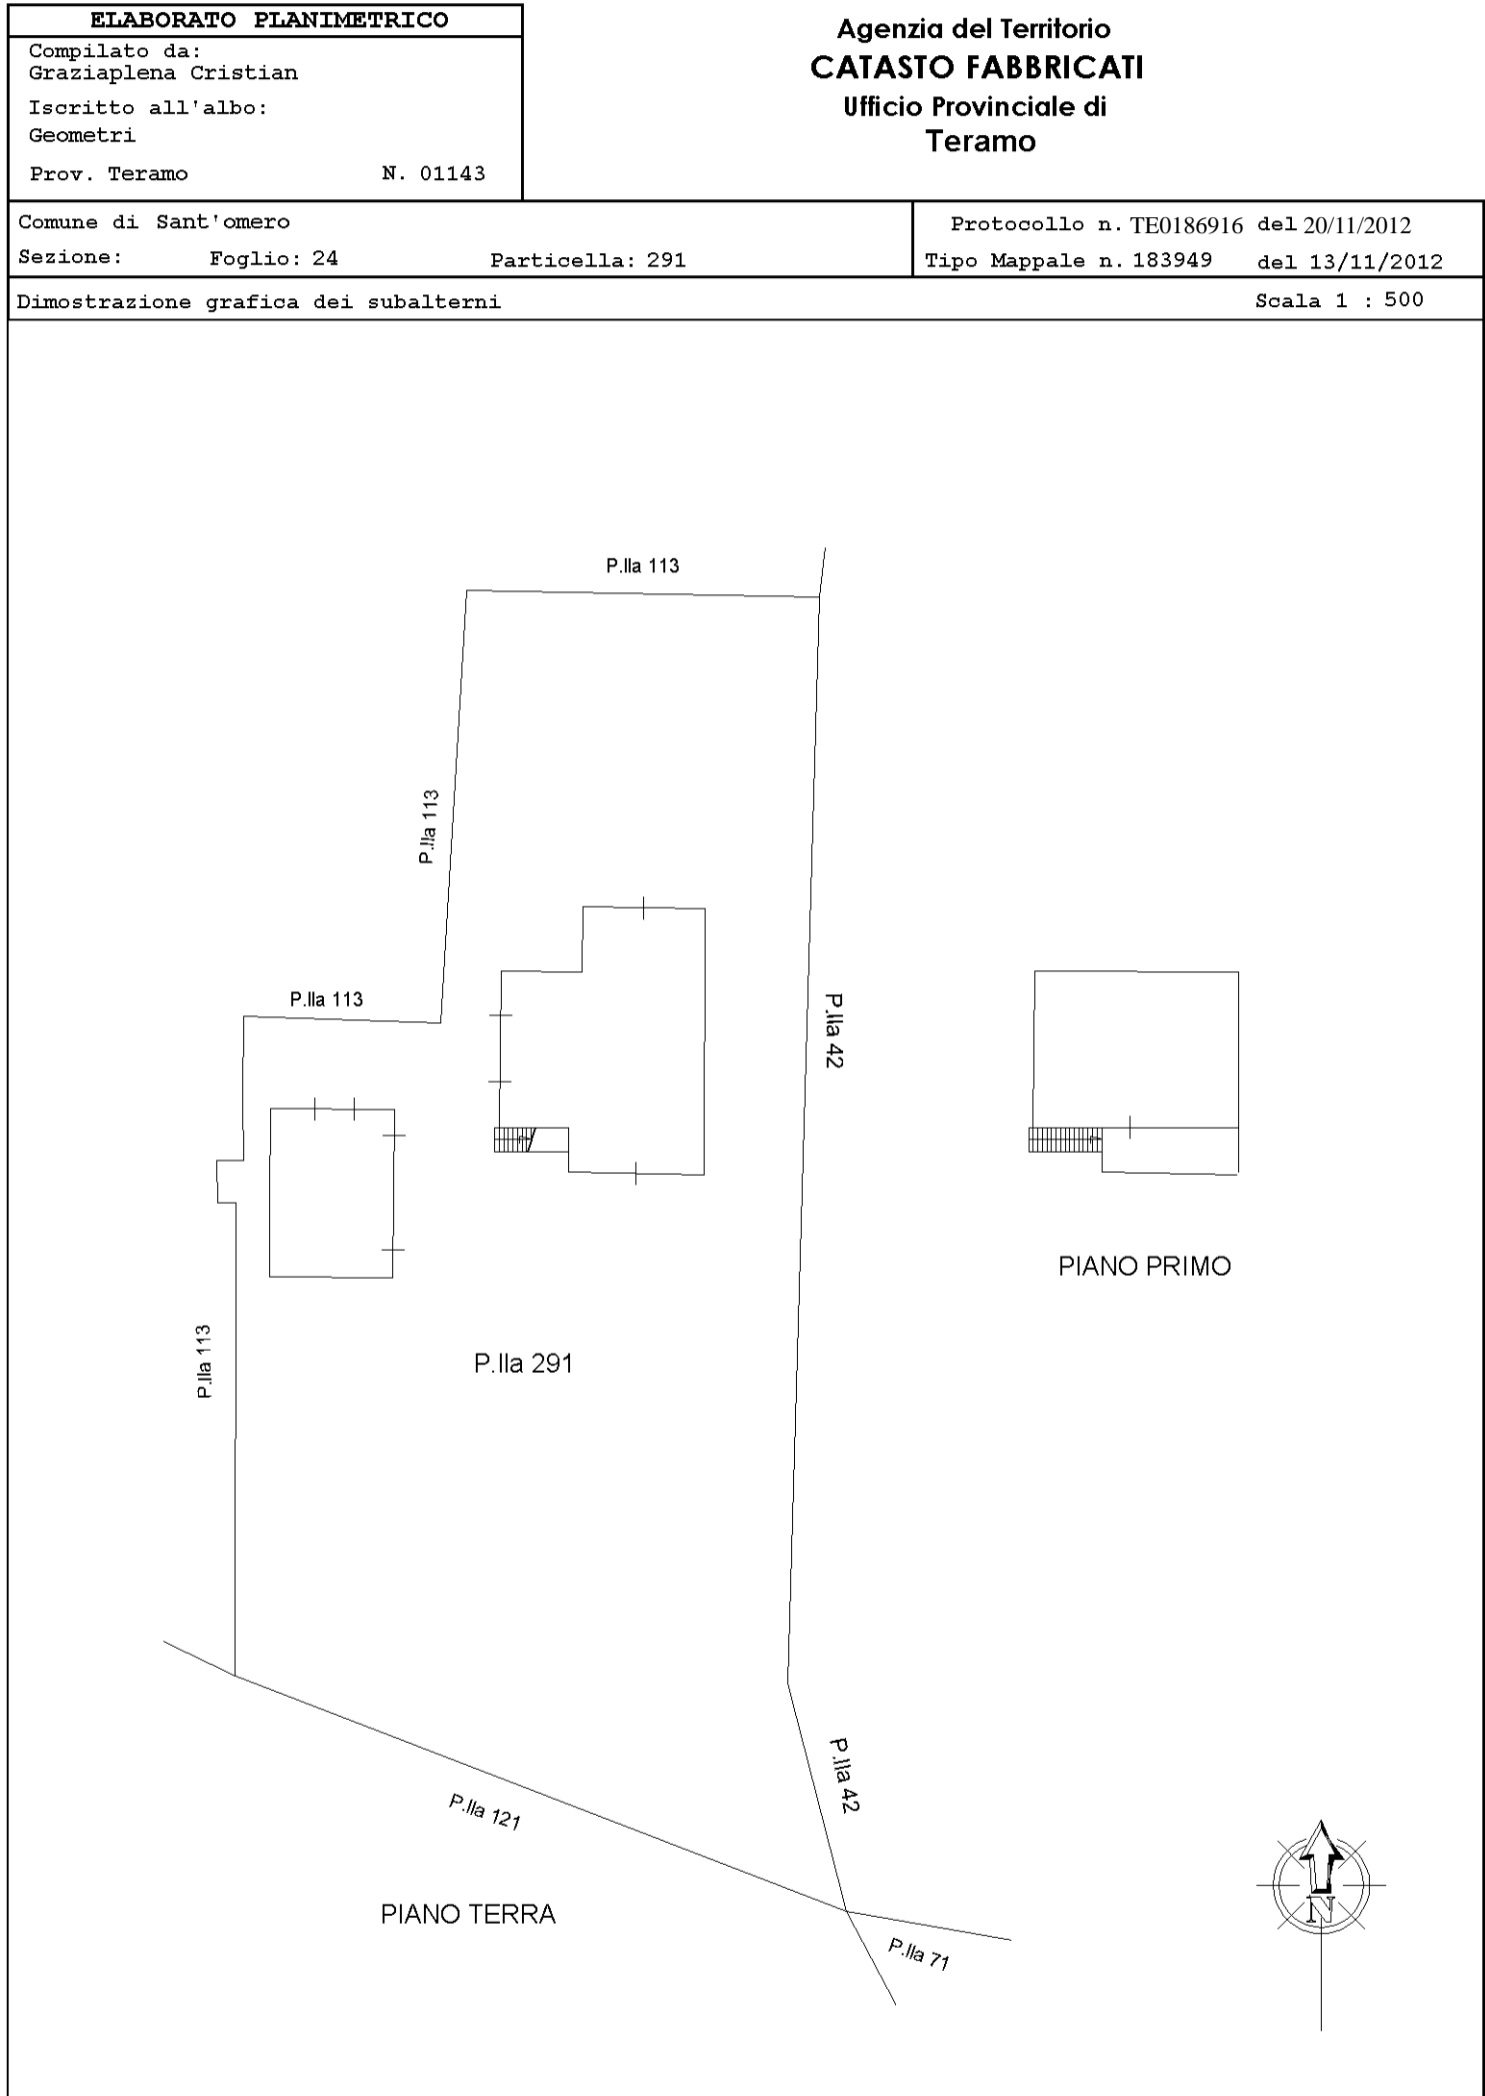 ELABORATO PLANIMETRICO
Compilato da:
Graziaplena Cristian
Iscritto all'albo:
Geometri
Prov. Teramo N. 01143
Agenzia del Territorio
CATASTO FABBRICATI
Ufficio Provinciale di
Teramo
Comune di Sant'omero
Sezione: Foglio: 24 Particella: 291
Protocollo n. TE0186916 del 20/11/2012
Tipo Mappale n. 183949 del 13/11/2012
Dimostrazione grafica dei subalterni Scala 1 : 500
P.lla 113
P.lla 113
P.lla 113
P.lla 42
PIANO PRIMO
P.lla 113
P.lla 291
P.lla 42
P.lla 121
PIANO TERRA
P.lla 71
N